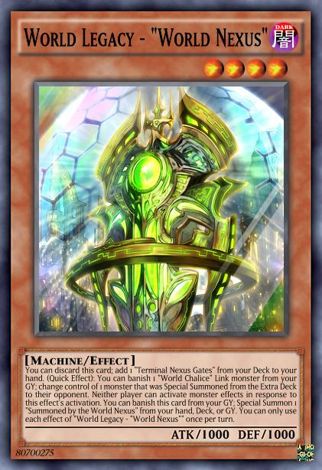 World Legacy - "World Nexus"
DARK
闇
[Machine/Effect]
You can discard this card; add 1 "Terminal Nexus Gates" from your Deck to your
hand. (Quick Effect): You can banish 1 "World Chalice" Link monster from your
GY; change control of 1 monster that was Special Summoned from the Extra Deck
to their opponent. Neither player can activate monster effects in response to
this effect's activation. You can banish this card from your GY; Special Summon 1
"Summoned by the World Nexus" from your hand, Deck, or GY. You can only use
each effect of "World Legacy - "World Nexus"" once per turn.
ATK/1000 DEF/1000
80700275